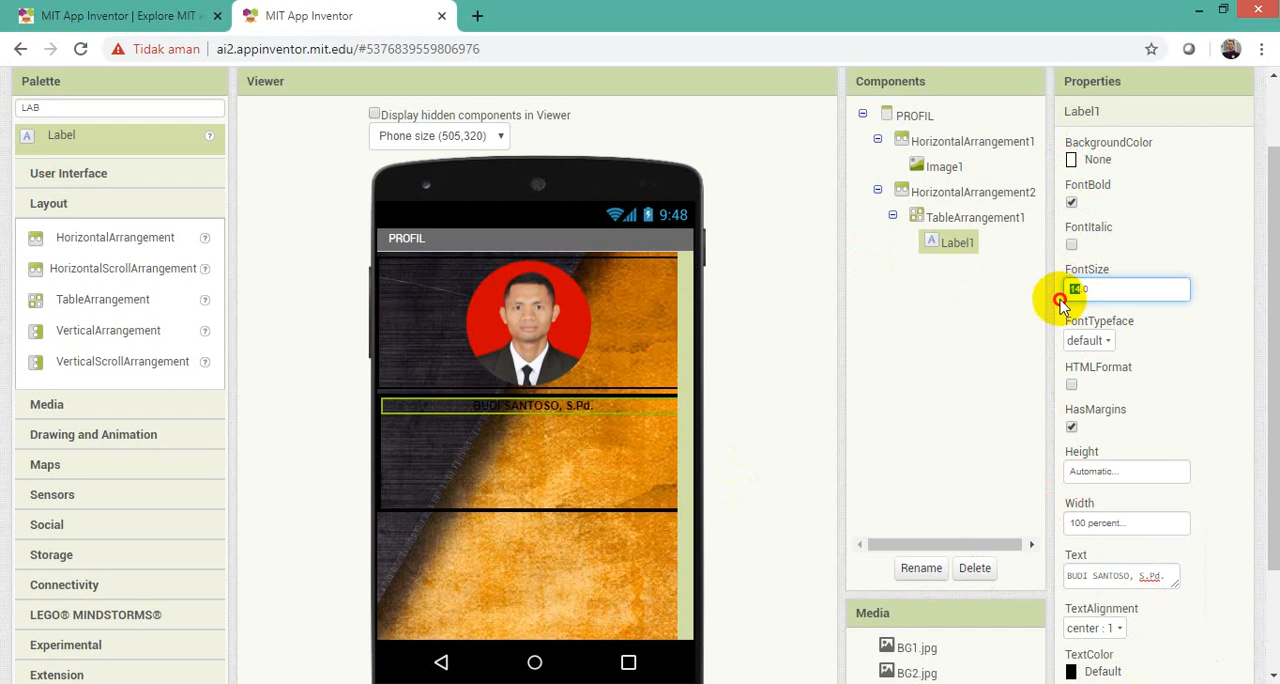 MIT App Inventor | Explore MIT
MIT App Inventor
Tidak aman
ai2.appinventor.mit.edu/#5376839559806976
Palette
LAB
Label
User Interface
Layout
HorizontalArrangement
HorizontalScrollArrangement
TableArrangement
VerticalArrangement
VerticalScrollArrangement
Media
Drawing and Animation
Maps
Sensors
Social
Storage
Connectivity
LEGO® MINDSTORMS®
Experimental
Extension
Viewer
Display hidden components in Viewer
Phone size (505,320)
9:48
PROFIL
BUDI SANTOSO, S.Pd.
Components
PROFIL
HorizontalArrangement1
Image1
HorizontalArrangement2
TableArrangement1
Label1
Rename
Delete
Media
BG1.jpg
BG2.jpg
Properties
Label1
BackgroundColor
None
FontBold
FontItalic
FontSize
14.0
FontTypeface
default
HTMLFormat
HasMargins
Height
Automatic...
Width
100 percent...
Text
BUDI SANTOSO, S.Pd.
TextAlignment
center : 1
TextColor
Default